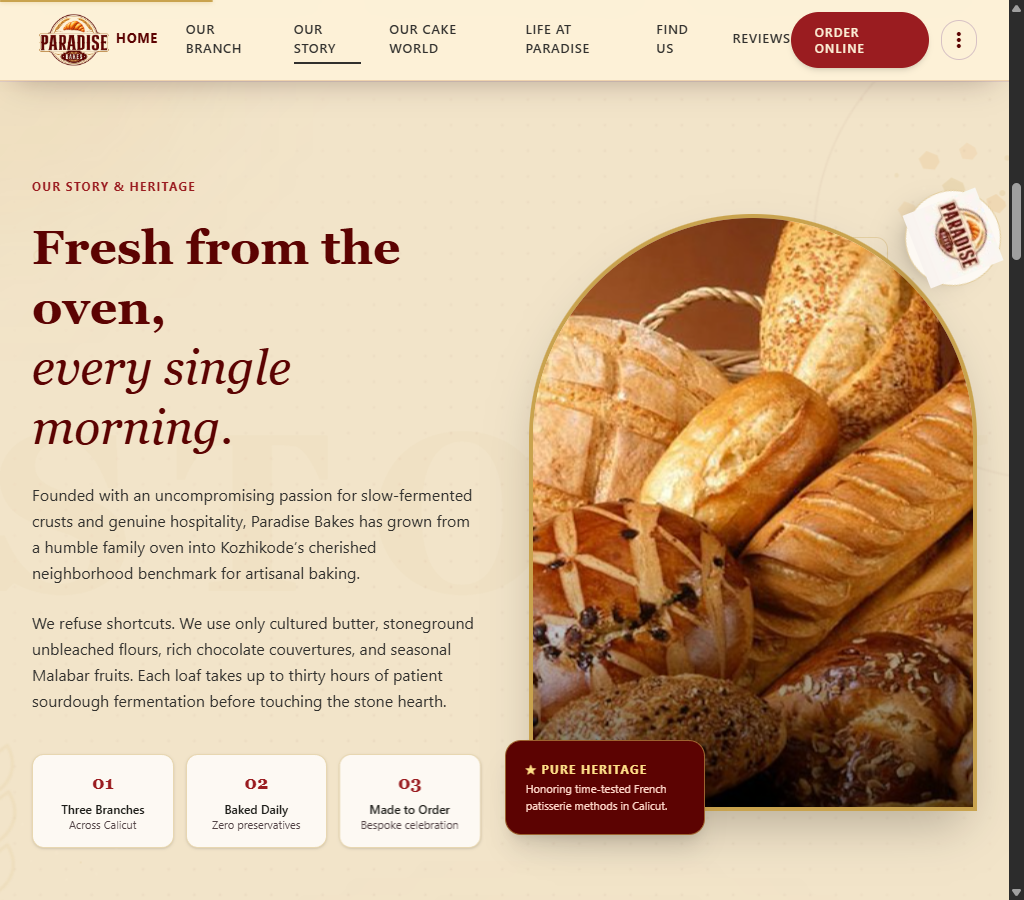 PARADISE
BAKES
HOME
OUR
BRANCH
OUR
STORY
OUR CAKE
WORLD
LIFE AT
PARADISE
FIND
US
REVIEWS
ORDER
ONLINE
OUR STORY & HERITAGE
Fresh from the
oven,
every single
morning.
Founded with an uncompromising passion for slow-fermented
crusts and genuine hospitality, Paradise Bakes has grown from
a humble family oven into Kozhikode's cherished
neighborhood benchmark for artisanal baking.
We refuse shortcuts. We use only cultured butter, stoneground
unbleached flours, rich chocolate couvertures, and seasonal
Malabar fruits. Each loaf takes up to thirty hours of patient
sourdough fermentation before touching the stone hearth.
01
Three Branches
Across Calicut
02
Baked Daily
Zero preservatives
03
Made to Order
Bespoke celebration
PARADISE
★ PURE HERITAGE
Honoring time-tested French
patisserie methods in Calicut.